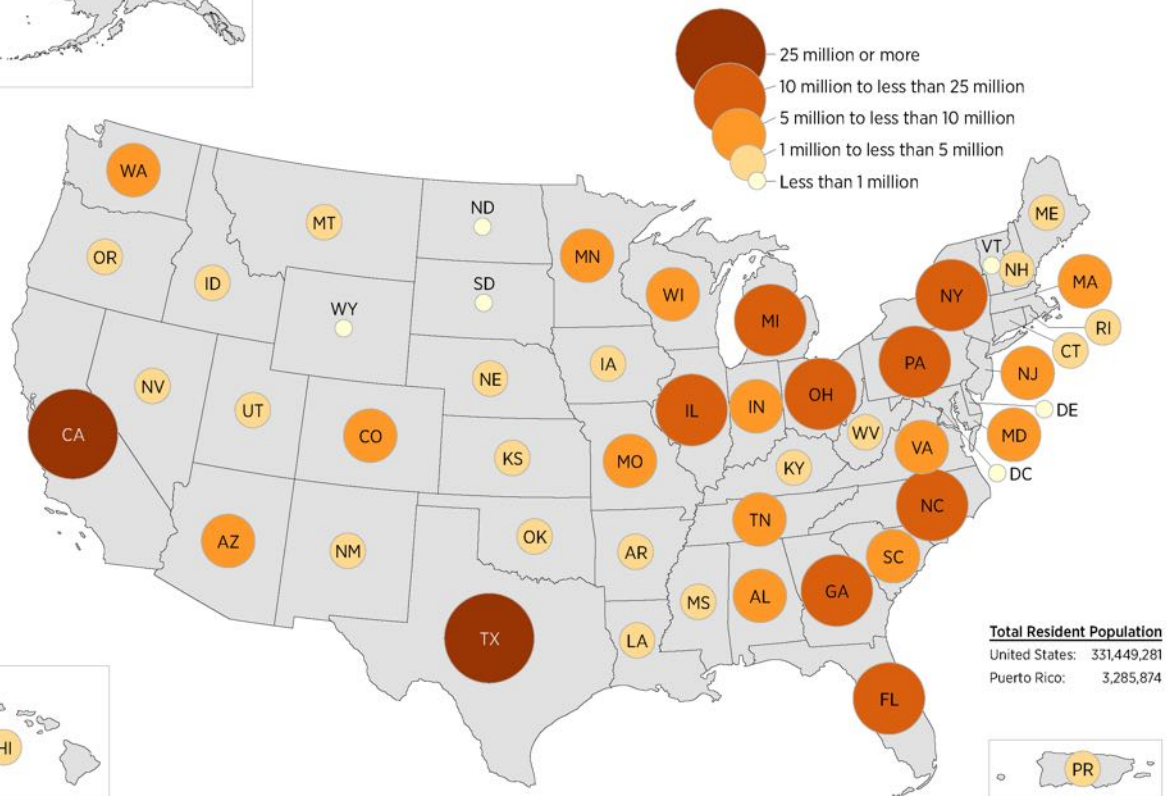 25 million or more
10 million to less than 25 million
5 million to less than 10 million
1 million to less than 5 million
Less than 1 million
WA
MT
ND
MN
ME
VT
NH
OR
ID
SD
WI
NY
MA
WY
MI
RI
CT
NV
UT
NE
IA
PA
NJ
CA
CO
KS
MO
IL
IN
OH
WV
VA
DE
MD
DC
KY
AZ
NM
OK
AR
TN
NC
SC
TX
LA
MS
AL
GA
FL
Total Resident Population
United States: 331,449,281
Puerto Rico: 3,285,874
HI
PR